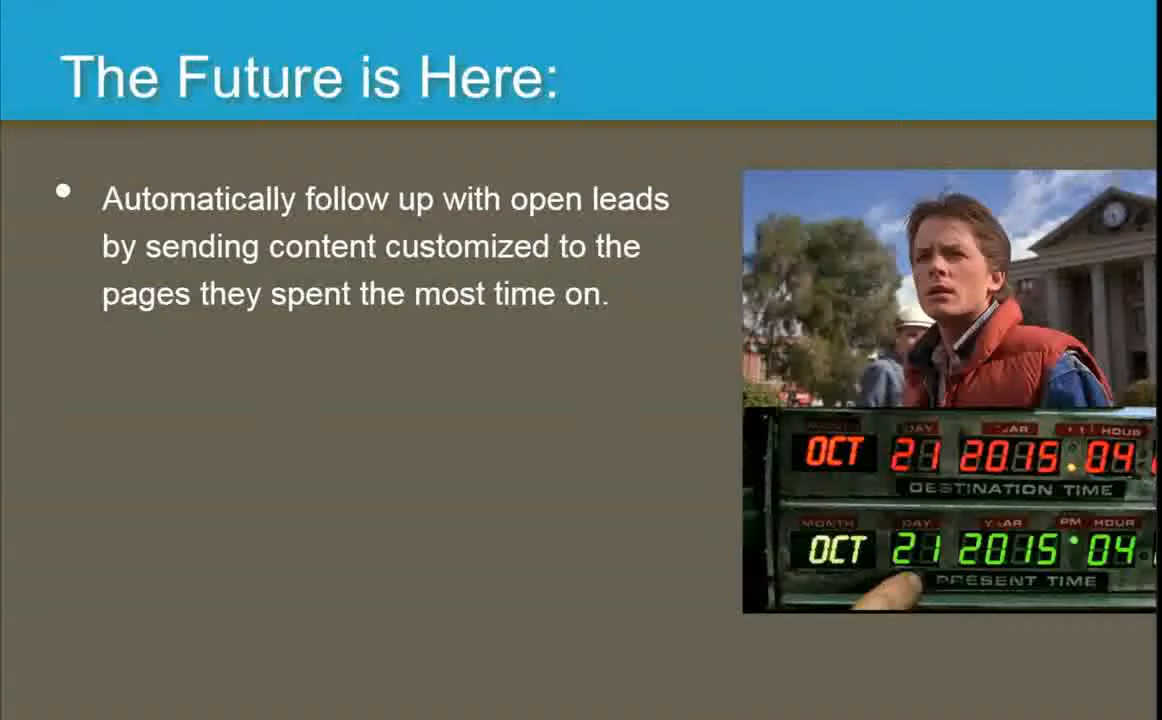 The Future is Here:
• Automatically follow up with open leads
by sending content customized to the
pages they spent the most time on.
MONTH DAY YEAR HOUR
OCT 21 2015 04
DESTINATION TIME
MONTH DAY YEAR PM HOUR
OCT 21 2015 04
PRESENT TIME